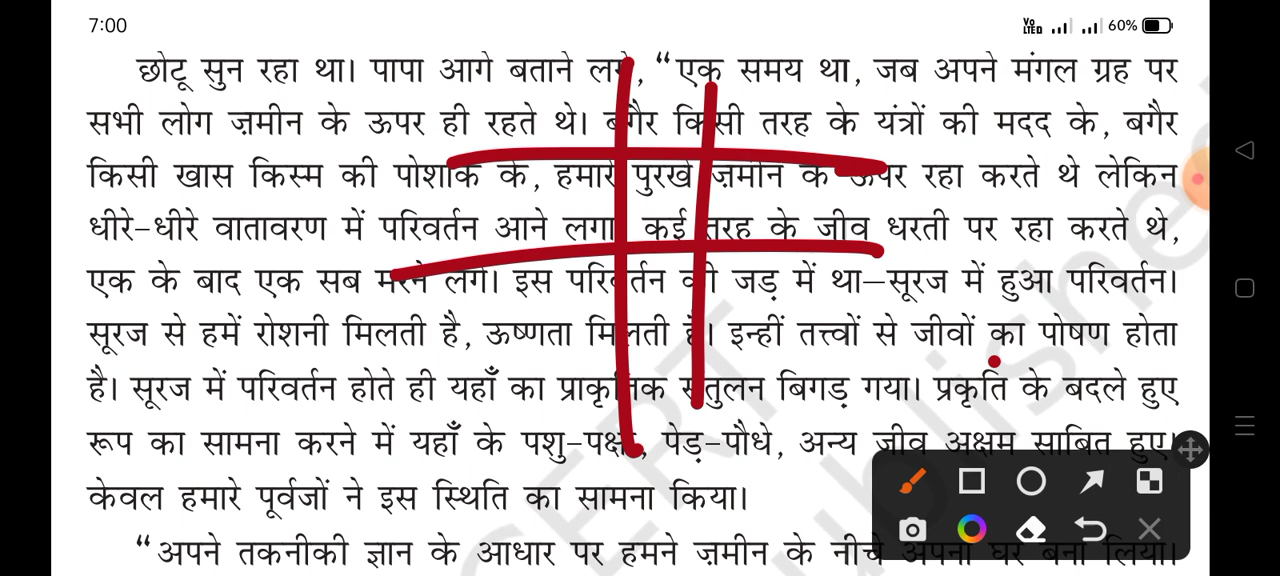 7:00 Vo LTED 60%
छोटू सुन रहा था। पापा आगे बताने लगे, “एक समय था, जब अपने मंगल ग्रह पर
सभी लोग ज़मीन के ऊपर ही रहते थे। बगैर किसी तरह के यंत्रों की मदद के, बगैर
किसी खास किस्म की पोशाक के, हमारे पुरखे ज़मीन के ऊपर रहा करते थे लेकिन
धीरे-धीरे वातावरण में परिवर्तन आने लगा। कई तरह के जीव धरती पर रहा करते थे,
एक के बाद एक सब मरने लगे। इस परिवर्तन की जड़ में था—सूरज में हुआ परिवर्तन।
सूरज से हमें रोशनी मिलती है, ऊष्णता मिलती है। इन्हीं तत्त्वों से जीवों का पोषण होता
है। सूरज में परिवर्तन होते ही यहाँ का प्राकृतिक संतुलन बिगड़ गया। प्रकृति के बदले हुए
रूप का सामना करने में यहाँ के पशु-पक्षी, पेड़-पौधे, अन्य जीव अक्षम साबित हुए।
केवल हमारे पूर्वजों ने इस स्थिति का सामना किया।
“अपने तकनीकी ज्ञान के आधार पर हमने ज़मीन के नीचे अपना घर बना लिया।